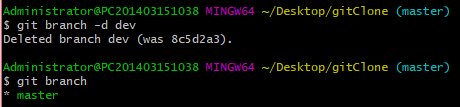 Administrator@PC201403151038 MINGW64 ~/Desktop/gitClone (master)
$ git branch -d dev
Deleted branch dev (was 8c5d2a3).
Administrator@PC201403151038 MINGW64 ~/Desktop/gitClone (master)
$ git branch
* master